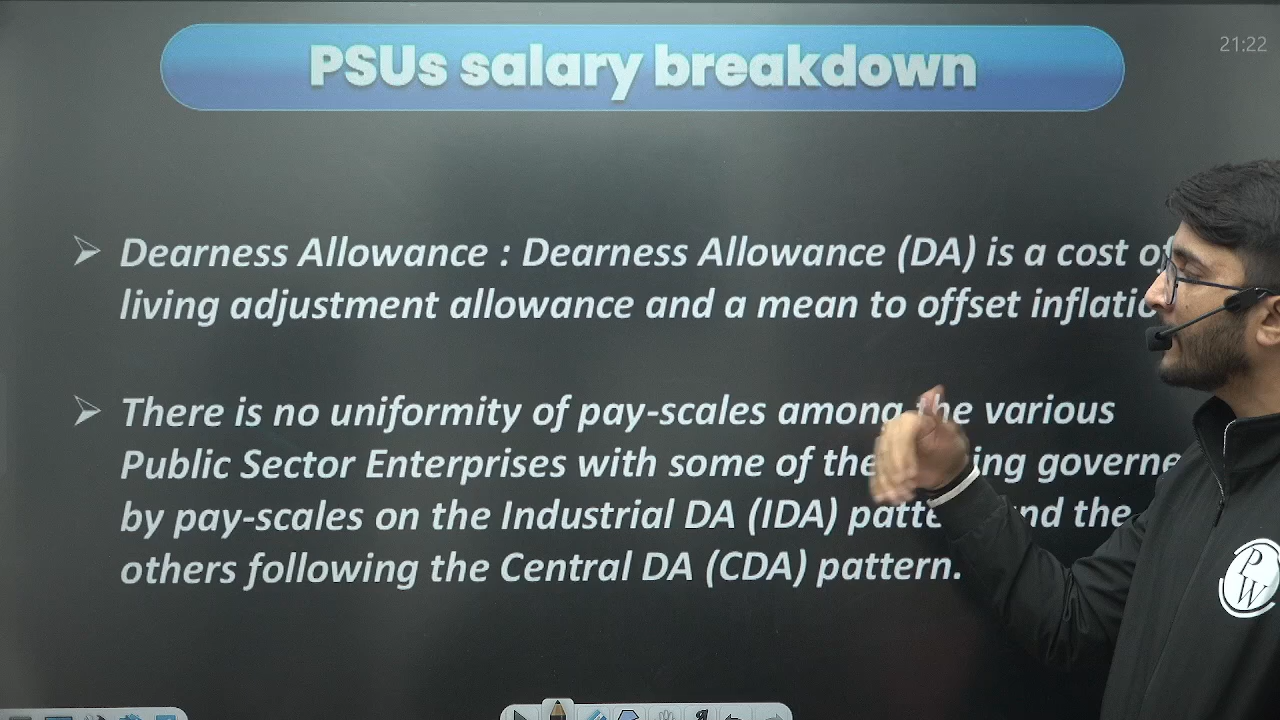 PSUs salary breakdown
21:22
Dearness Allowance : Dearness Allowance (DA) is a cost of
living adjustment allowance and a mean to offset
There is no uniformity of pay-scales among the various
Public Sector Enterprises with some of
by pay-scales on the Industrial DA (IDA) and the
others following the Central DA (CDA) pattern.
P
W